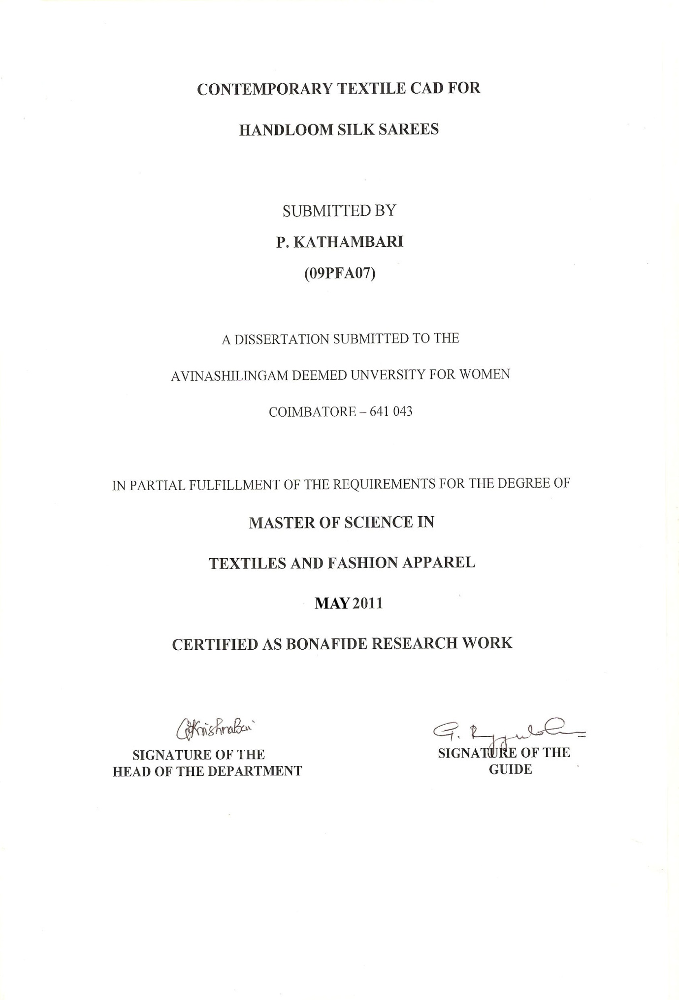 CONTEMPORARY TEXTILE CAD FOR
HANDLOOM SILK SAREES
SUBMITTED BY
P. KATHAMBARI
(09PFA07)
A DISSERTATION SUBMITTED TO THE
AVINASHILINGAM DEEMED UNVERSITY FOR WOMEN
COIMBATORE – 641 043
IN PARTIAL FULFILLMENT OF THE REQUIREMENTS FOR THE DEGREE OF
MASTER OF SCIENCE IN
TEXTILES AND FASHION APPAREL
MAY 2011
CERTIFIED AS BONAFIDE RESEARCH WORK
SIGNATURE OF THE
HEAD OF THE DEPARTMENT
G.
SIGNATURE OF THE
GUIDE